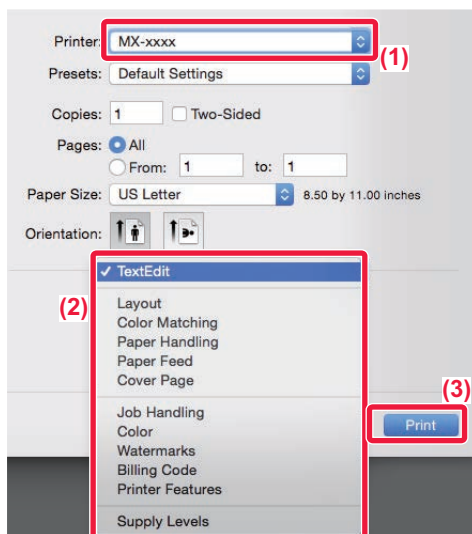 Printer: MX-xxxx
(1)
Presets: Default Settings
Copies: 1 Two-Sided
Pages: All
From: 1 to: 1
Paper Size: US Letter 8.50 by 11.00 inches
Orientation:
✓ TextEdit
(2)
Layout
Color Matching
Paper Handling
Paper Feed
Cover Page
(3)
Job Handling
Color
Watermarks
Billing Code
Printer Features
Print
Supply Levels